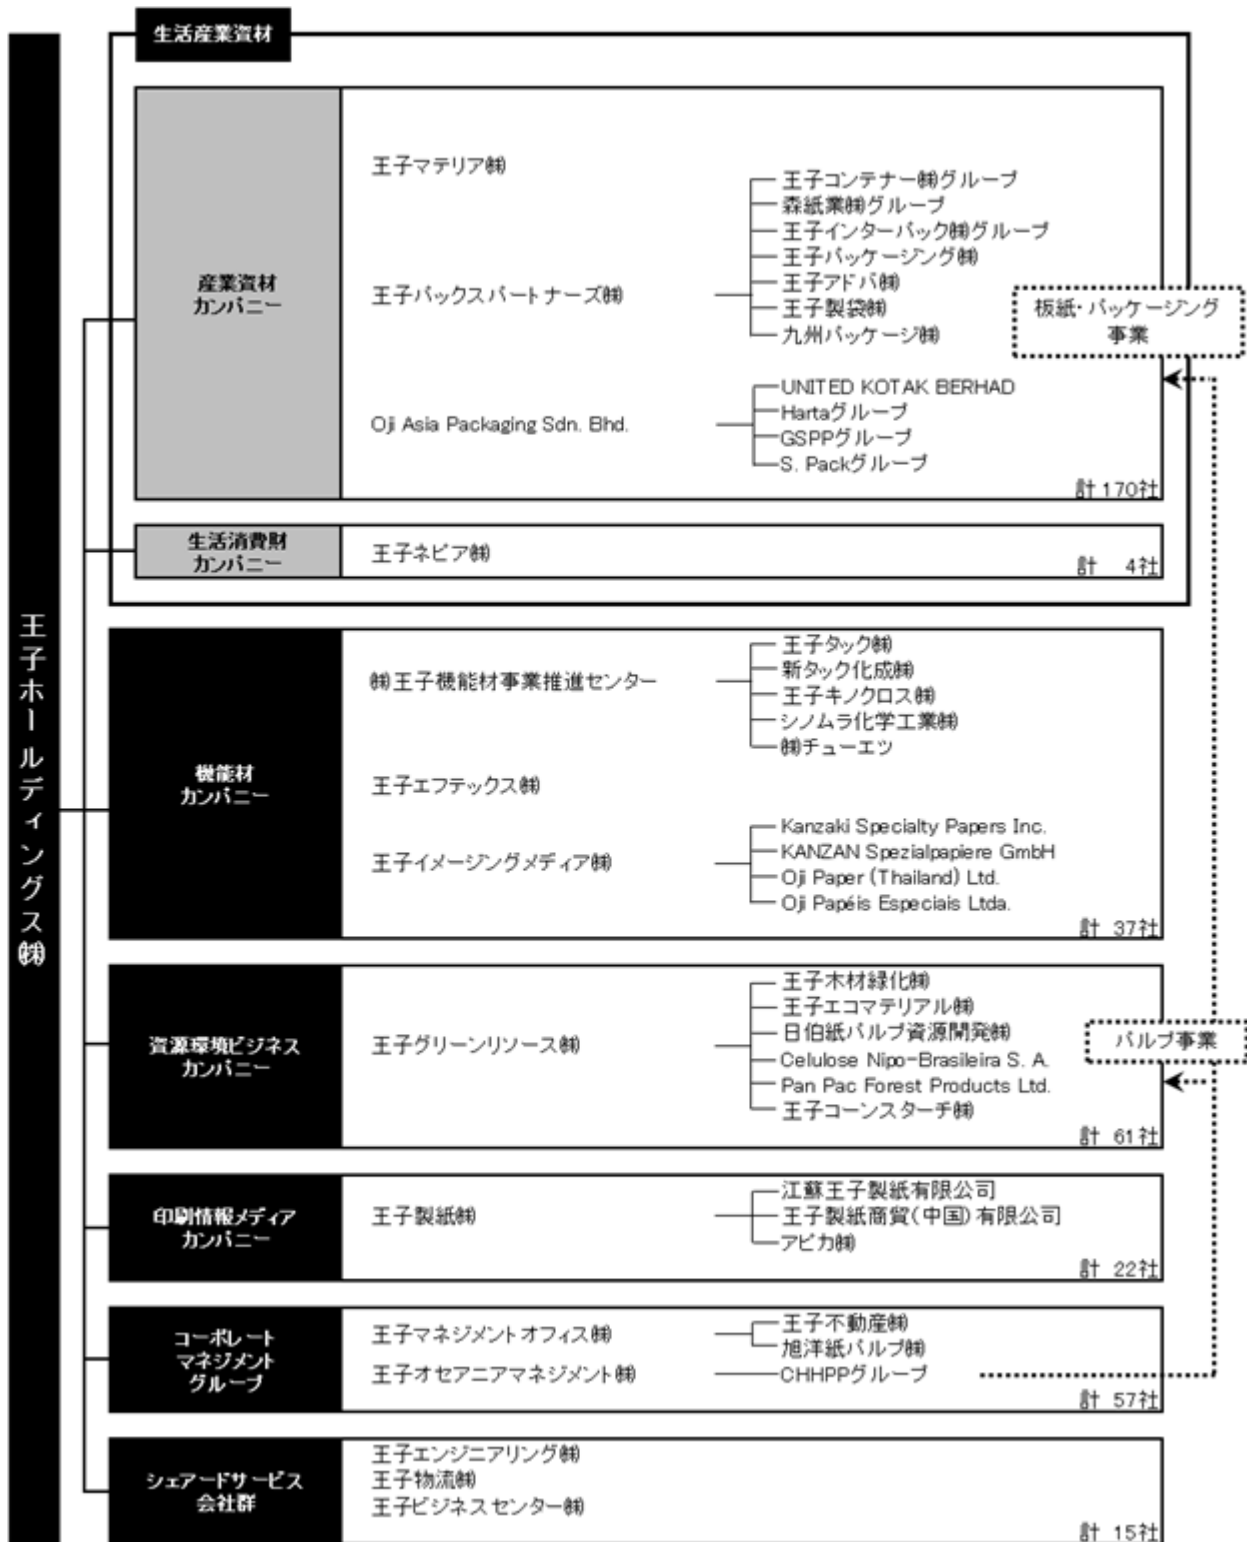 王子ホールディングス㈱
生活産業資材
産業資材
カンパニー
王子マテリア㈱
王子コンテナー㈱グループ
森紙業㈱グループ
王子インターパック㈱グループ
王子パッケージング㈱
王子パックスパートナーズ㈱
王子アドバ㈱
王子製袋㈱
九州パッケージ㈱
板紙・パッケージング
事業
Oji Asia Packaging Sdn. Bhd.
UNITED KOTAK BERHAD
Hartaグループ
GSPPグループ
S. Packグループ
計 170社
生活消費財
カンパニー
王子ネピア㈱
計 4社
機能材
カンパニー
㈱王子機能材事業推進センター
王子タック㈱
新タック化成㈱
王子キノクロス㈱
シノムラ化学工業㈱
㈱チューエツ
王子エフテックス㈱
王子イメージングメディア㈱
Kanzaki Specialty Papers Inc.
KANZAN Spezialpapiere GmbH
Oji Paper (Thailand) Ltd.
Oji Papéis Especiais Ltda.
計 37社
資源環境ビジネス
カンパニー
王子グリーンリソース㈱
王子木材緑化㈱
王子エコマテリアル㈱
日伯紙パルプ資源開発㈱
Celulose Nipo-Brasileira S. A.
Pan Pac Forest Products Ltd.
王子コーンスターチ㈱
パルプ事業
計 61社
印刷情報メディア
カンパニー
王子製紙㈱
江蘇王子製紙有限公司
王子製紙商貿(中国)有限公司
アピカ㈱
計 22社
コーポレート
マネジメント
グループ
王子マネジメントオフィス㈱
王子不動産㈱
旭洋紙パルプ㈱
王子オセアニアマネジメント㈱
CHHPPグループ
計 57社
シェアードサービス
会社群
王子エンジニアリング㈱
王子物流㈱
王子ビジネスセンター㈱
計 15社